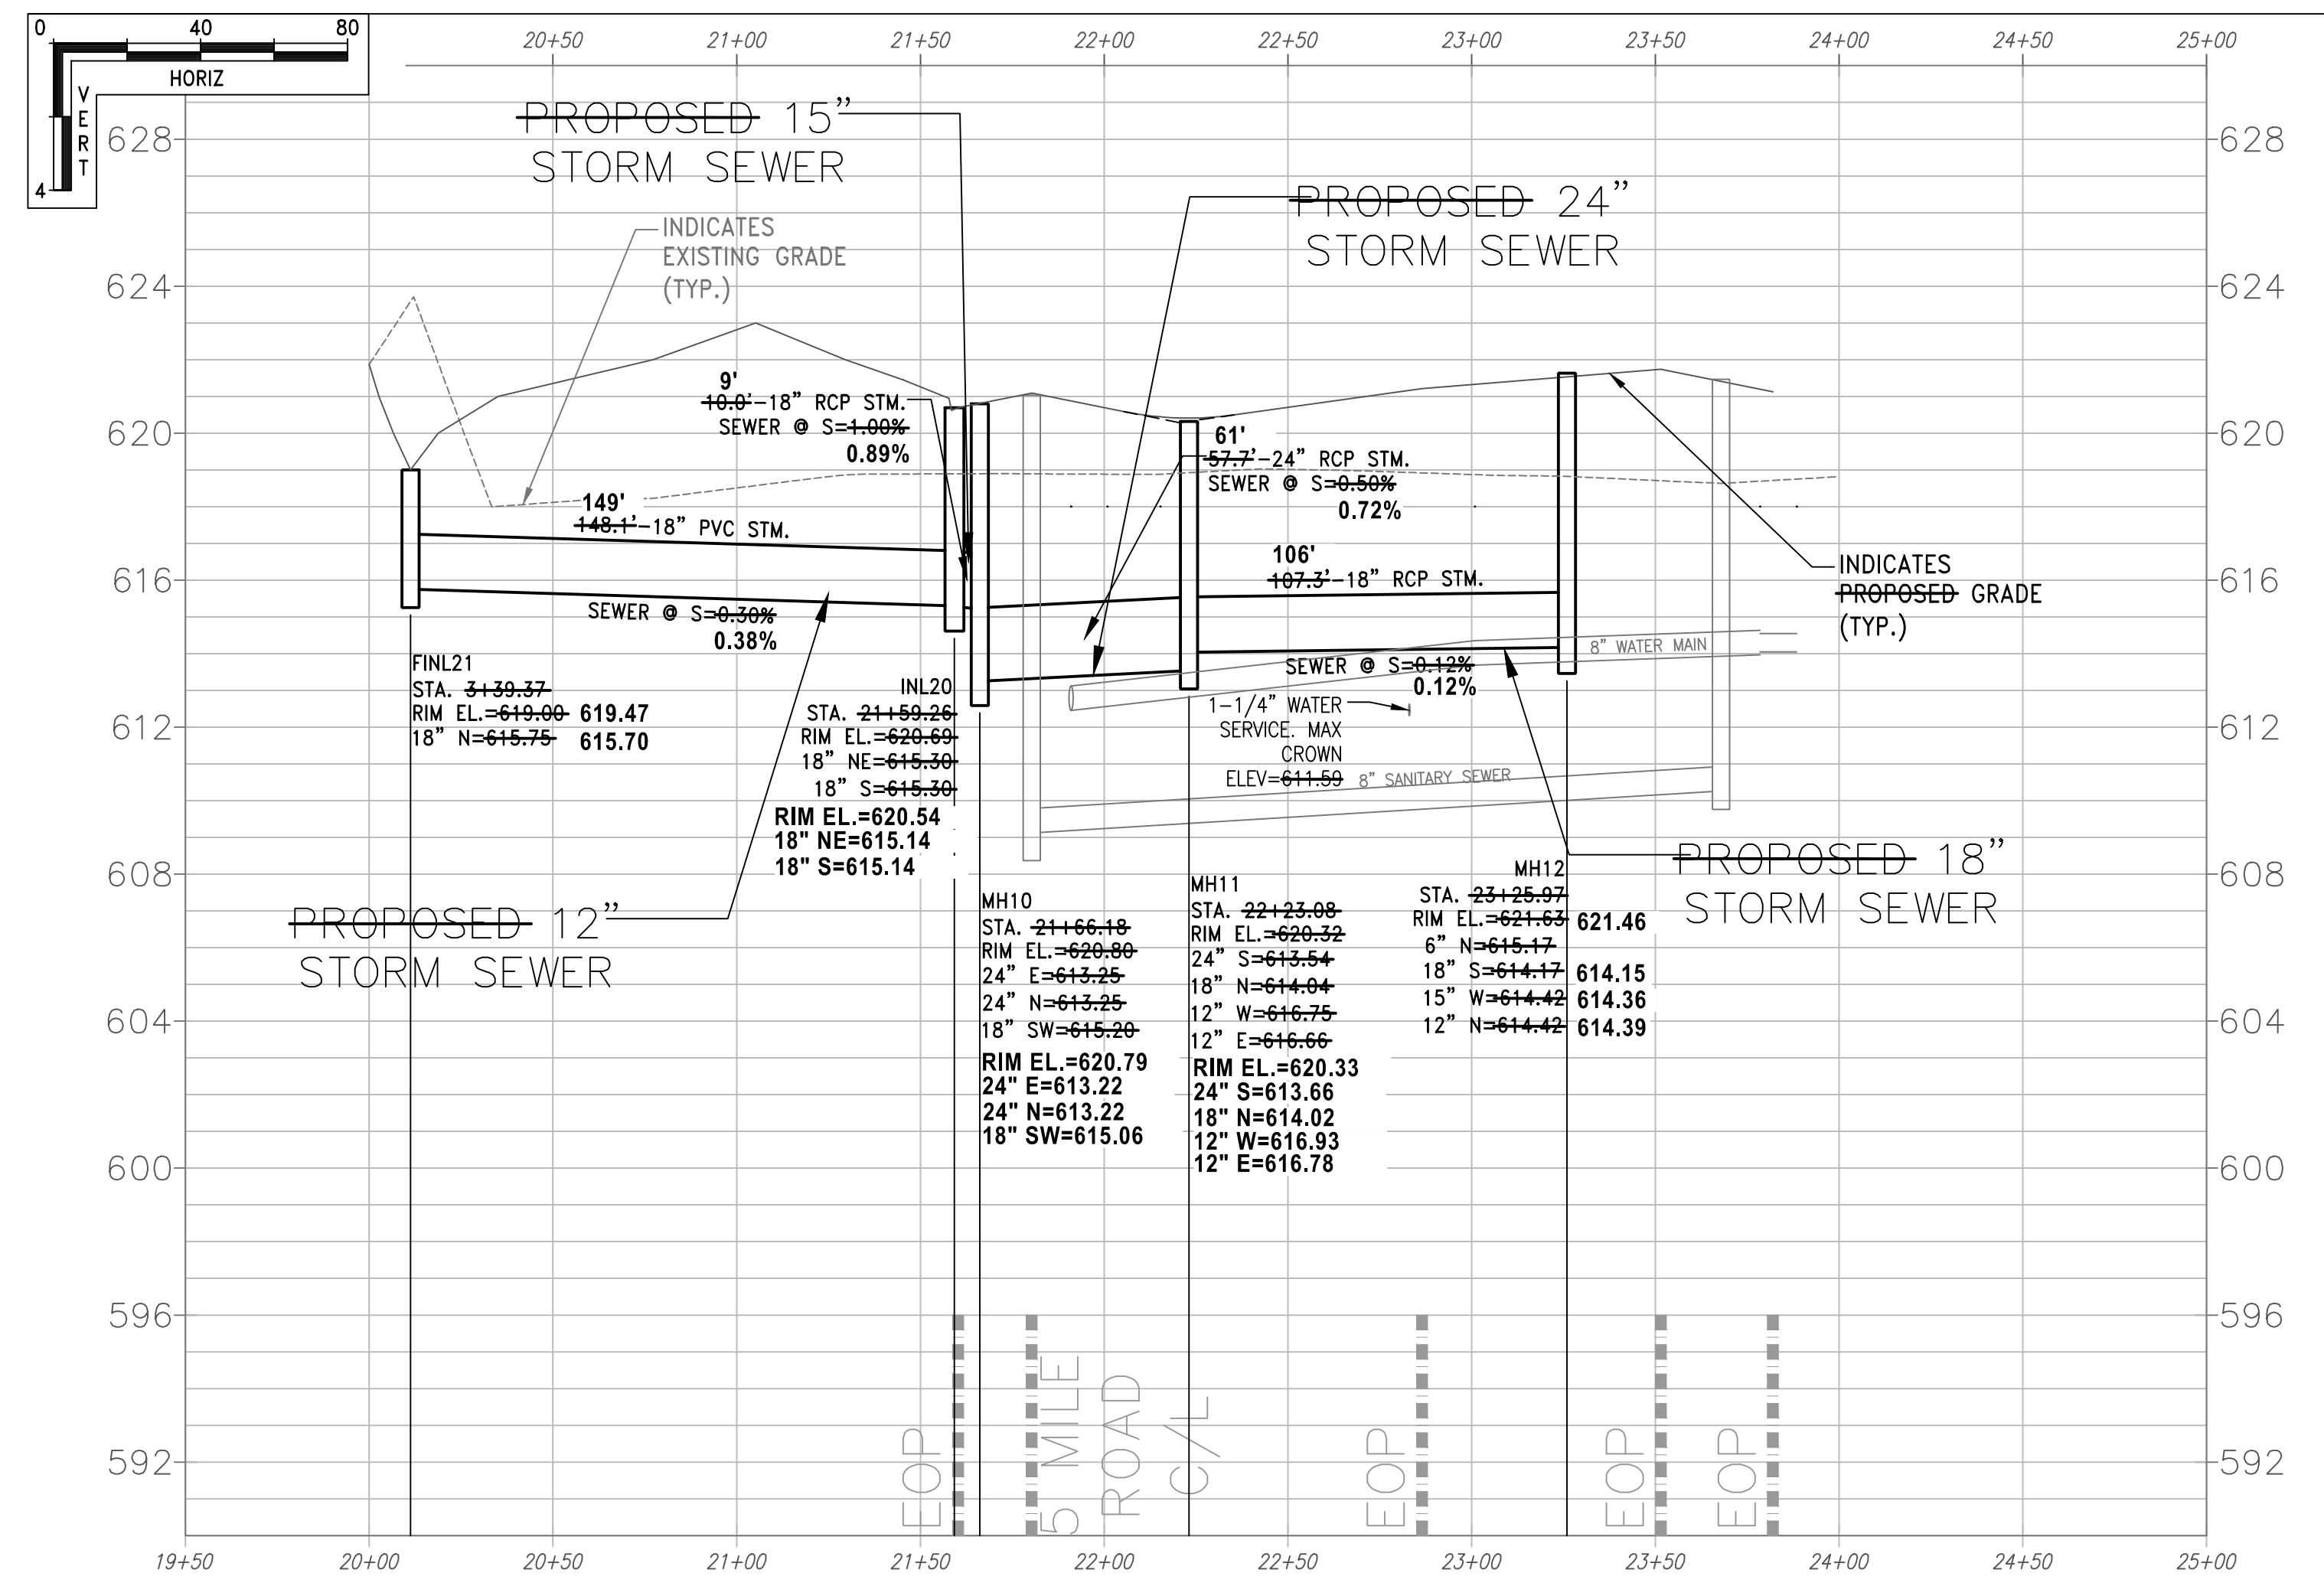 0 40 80
HORIZ
VERT
4
20+50 21+00 21+50 22+00 22+50 23+00 23+50 24+00 24+50 25+00
628 628
624 624
620 620
616 616
612 612
608 608
604 604
600 600
596 596
592 592
PROPOSED 15"
STORM SEWER
PROPOSED 24"
STORM SEWER
INDICATES
EXISTING GRADE
(TYP.)
9'
10.0'-18" RCP STM.
SEWER @ S=1.00%
0.89%
61'
57.7'-24" RCP STM.
SEWER @ S=0.50%
0.72%
149'
148.1'-18" PVC STM.
SEWER @ S=0.30%
0.38%
106'
107.3'-18" RCP STM.
SEWER @ S=0.12%
0.12%
INDICATES
PROPOSED GRADE
(TYP.)
8" WATER MAIN
1-1/4" WATER
SERVICE. MAX
CROWN
ELEV=611.59
8" SANITARY SEWER
FINL21
STA. 3+39.37
RIM EL.=619.00 619.47
18" N=615.75 615.70
INL20
STA. 21+59.26
RIM EL.=620.69
18" NE=615.30
18" S=615.30
RIM EL.=620.54
18" NE=615.14
18" S=615.14
PROPOSED 12"
STORM SEWER
PROPOSED 18"
STORM SEWER
MH10
STA. 21+66.18
RIM EL.=620.80
24" E=613.25
24" N=613.25
18" SW=615.20
RIM EL.=620.79
24" E=613.22
24" N=613.22
18" SW=615.06
MH11
STA. 22+23.08
RIM EL.=620.32
24" S=613.54
18" N=614.04
12" W=616.75
12" E=616.66
RIM EL.=620.33
24" S=613.66
18" N=614.02
12" W=616.93
12" E=616.78
MH12
STA. 23+25.97
RIM EL.=621.63 621.46
6" N=615.17
18" S=614.17 614.15
15" W=614.42 614.36
12" N=614.42 614.39
EOP
5 MILE
ROAD
C/L
EOP
EOP
EOP
19+50 20+00 20+50 21+00 21+50 22+00 22+50 23+00 23+50 24+00 24+50 25+00